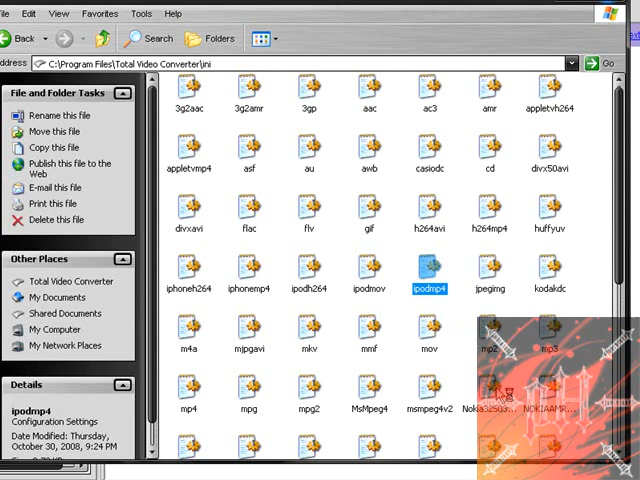 ile Edit View Favorites Tools Help
Back Search Folders
ddress C:\Program Files\Total Video Converter\ini Go
File and Folder Tasks
Rename this file
Move this file
Copy this file
Publish this file to the
Web
E-mail this file
Print this file
Delete this file
Other Places
Total Video Converter
My Documents
Shared Documents
My Computer
My Network Places
Details
ipodmp4
Configuration Settings
Date Modified: Thursday,
October 30, 2008, 9:24 PM
3g2aac 3g2amr 3gp aac ac3 amr appletvh264
appletvmp4 asf au awb casiodc cd divx50avi
divxavi flac flv gif h264avi h264mp4 huffyuv
iphoneh264 iphonemp4 ipodh264 ipodmov ipodmp4 jpegimg kodakdc
m4a mjpgavi mkv mmf mov mp2 mp3
mp4 mpg mpg2 MsMpeg4 msmpeg4v2 Nokia32503... NOKIAAMR...